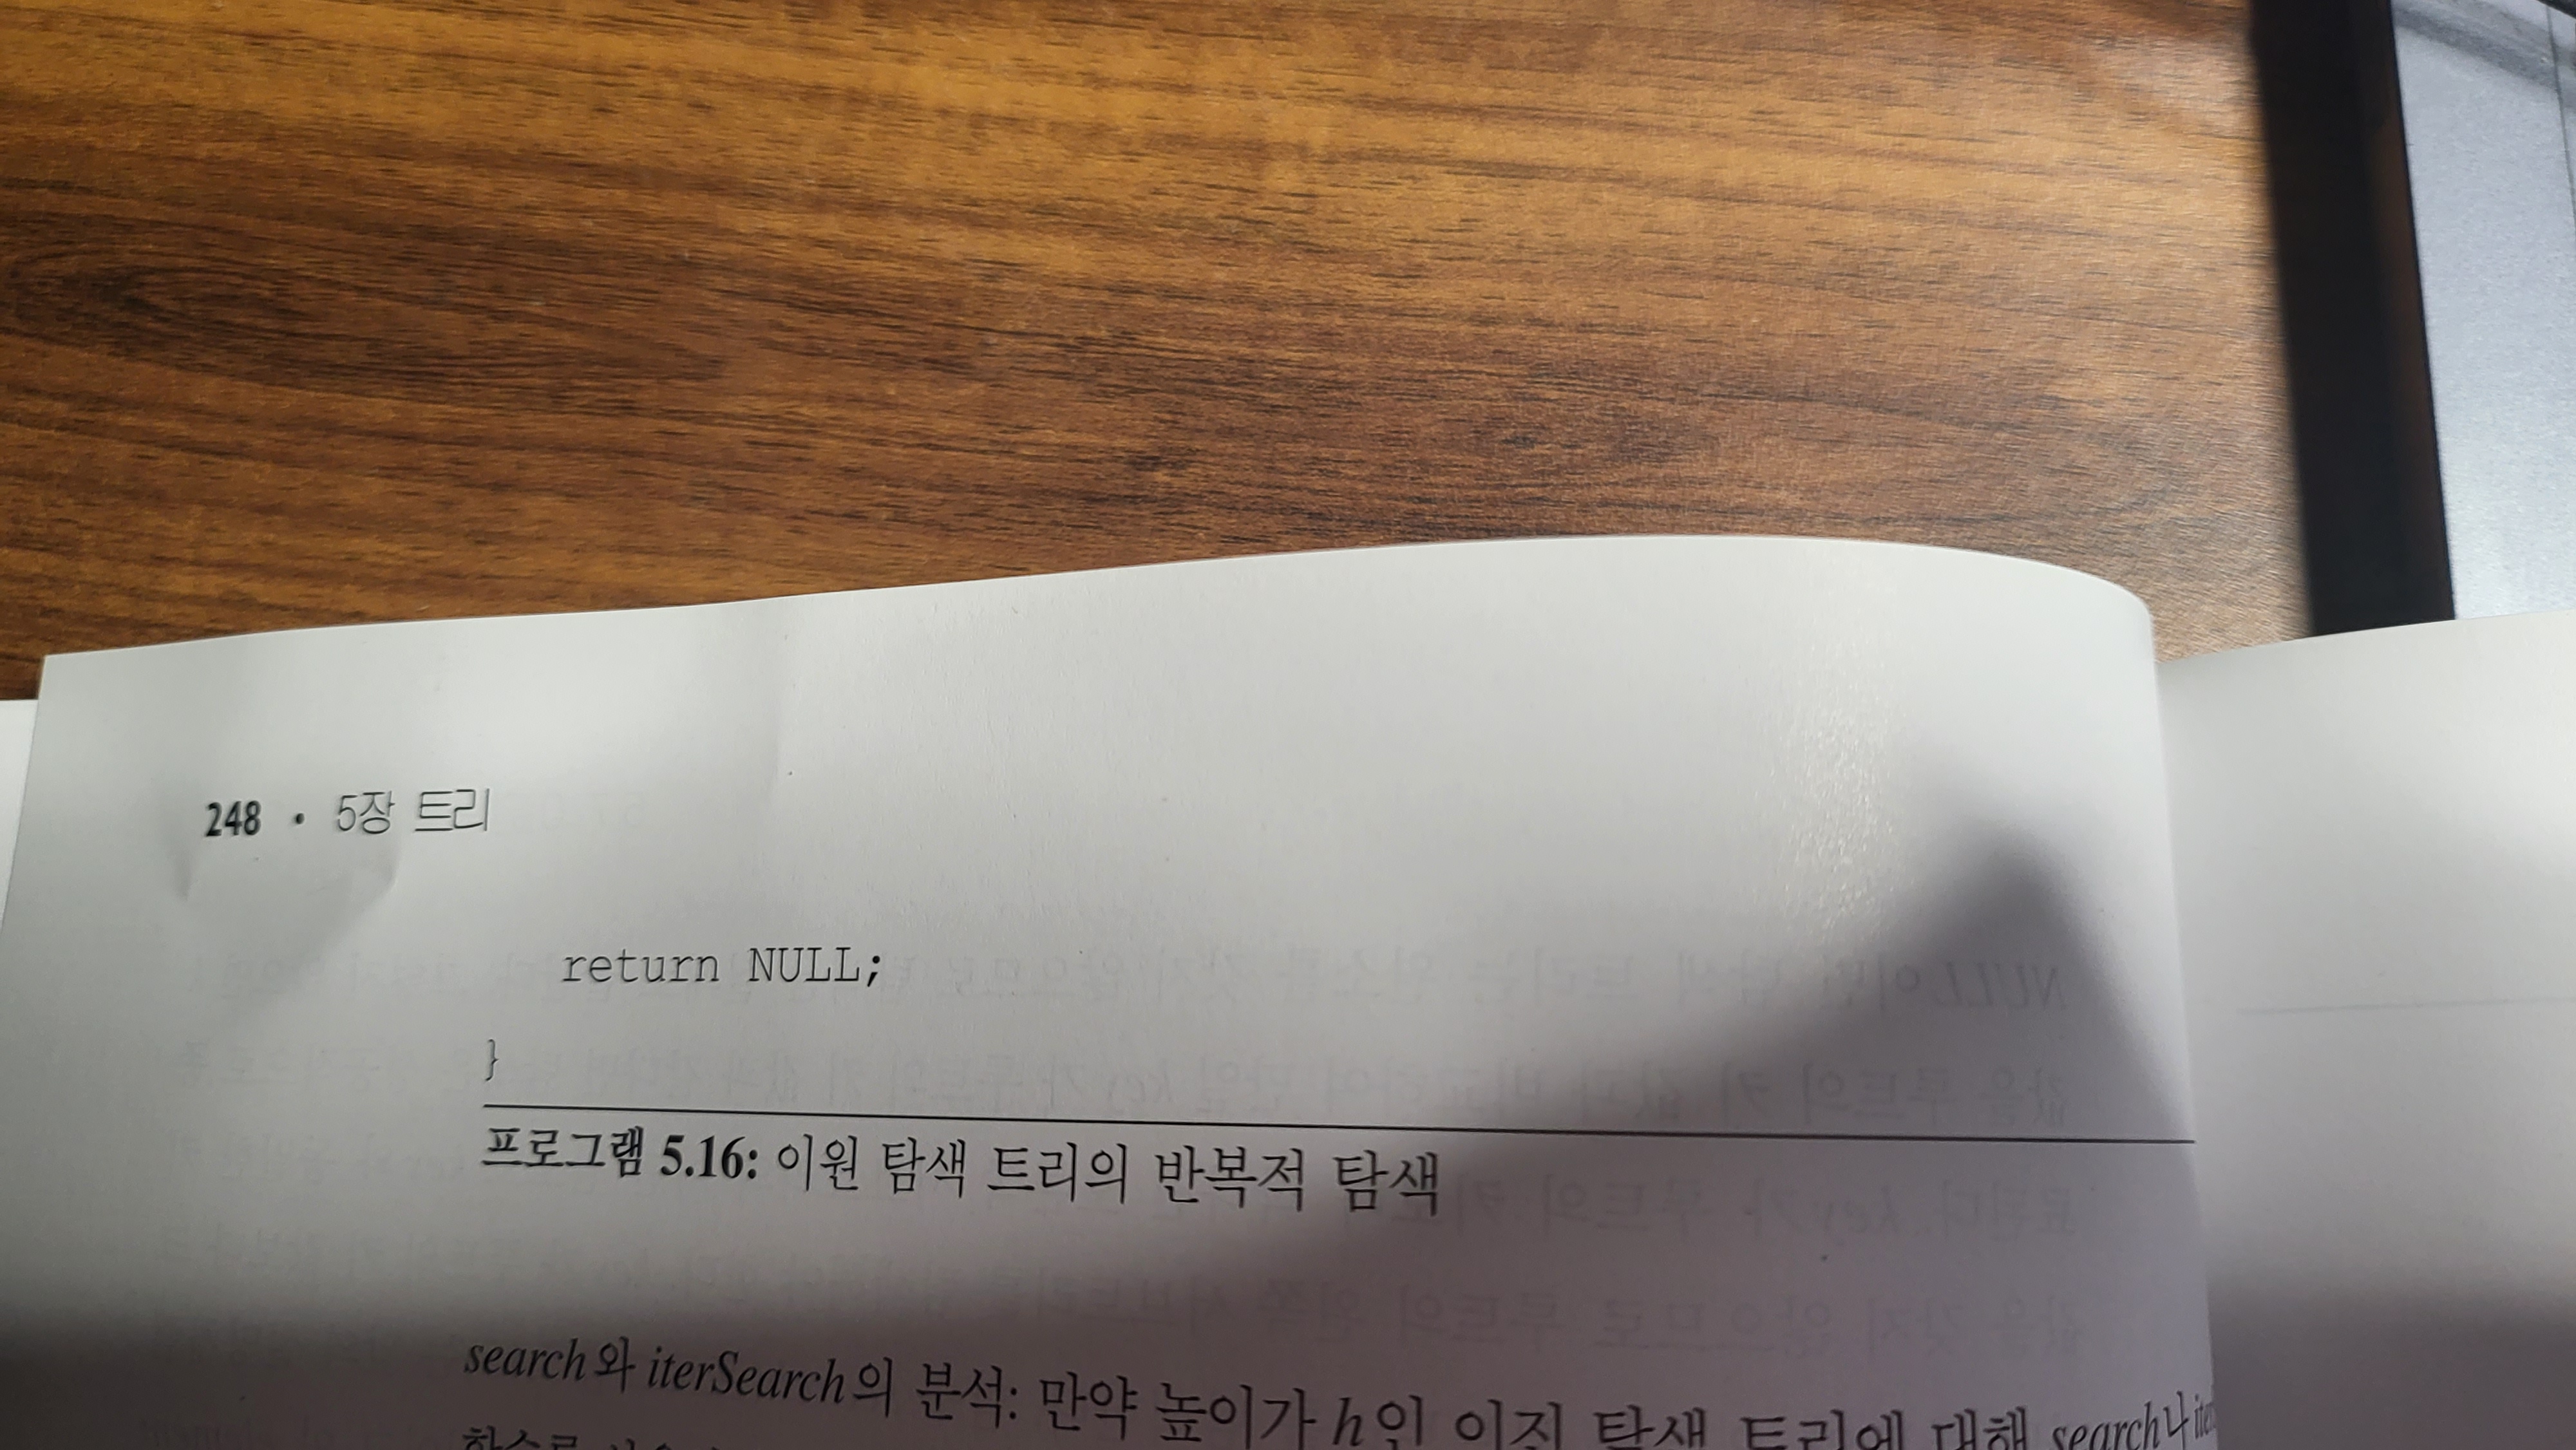 248 • 5장 트리
return NULL;
}
프로그램 5.16: 이원 탐색 트리의 반복적 탐색
search와 iterSearch의 분석: 만약 높이가 h인 이진 탐색 트리에 대해 search나